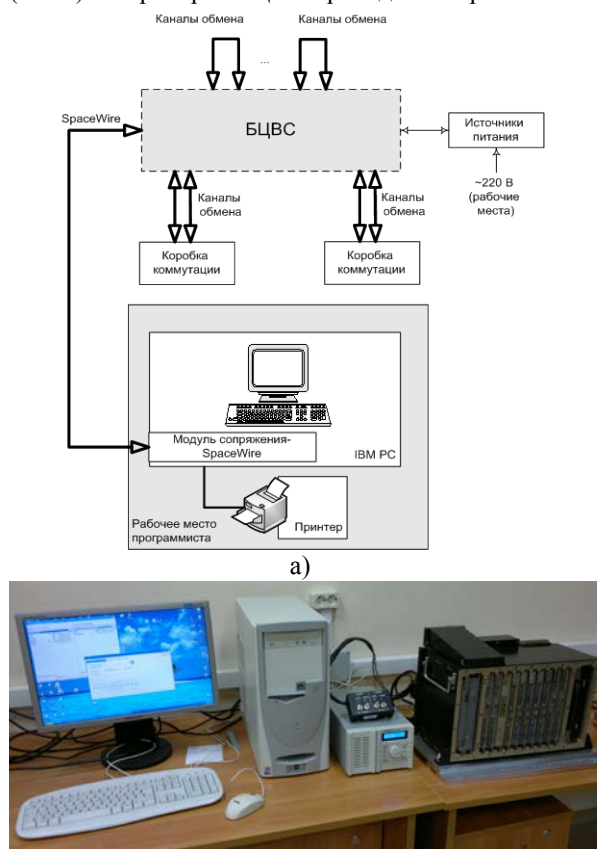 Каналы обмена
Каналы обмена
...
SpaceWire
БЦВС
Источники
питания
~220 В
(рабочие
места)
Каналы
обмена
Каналы
обмена
Коробка
коммутации
Коробка
коммутации
Модуль сопряжения-
SpaceWire
IBM PC
Принтер
Рабочее место
программиста
а)